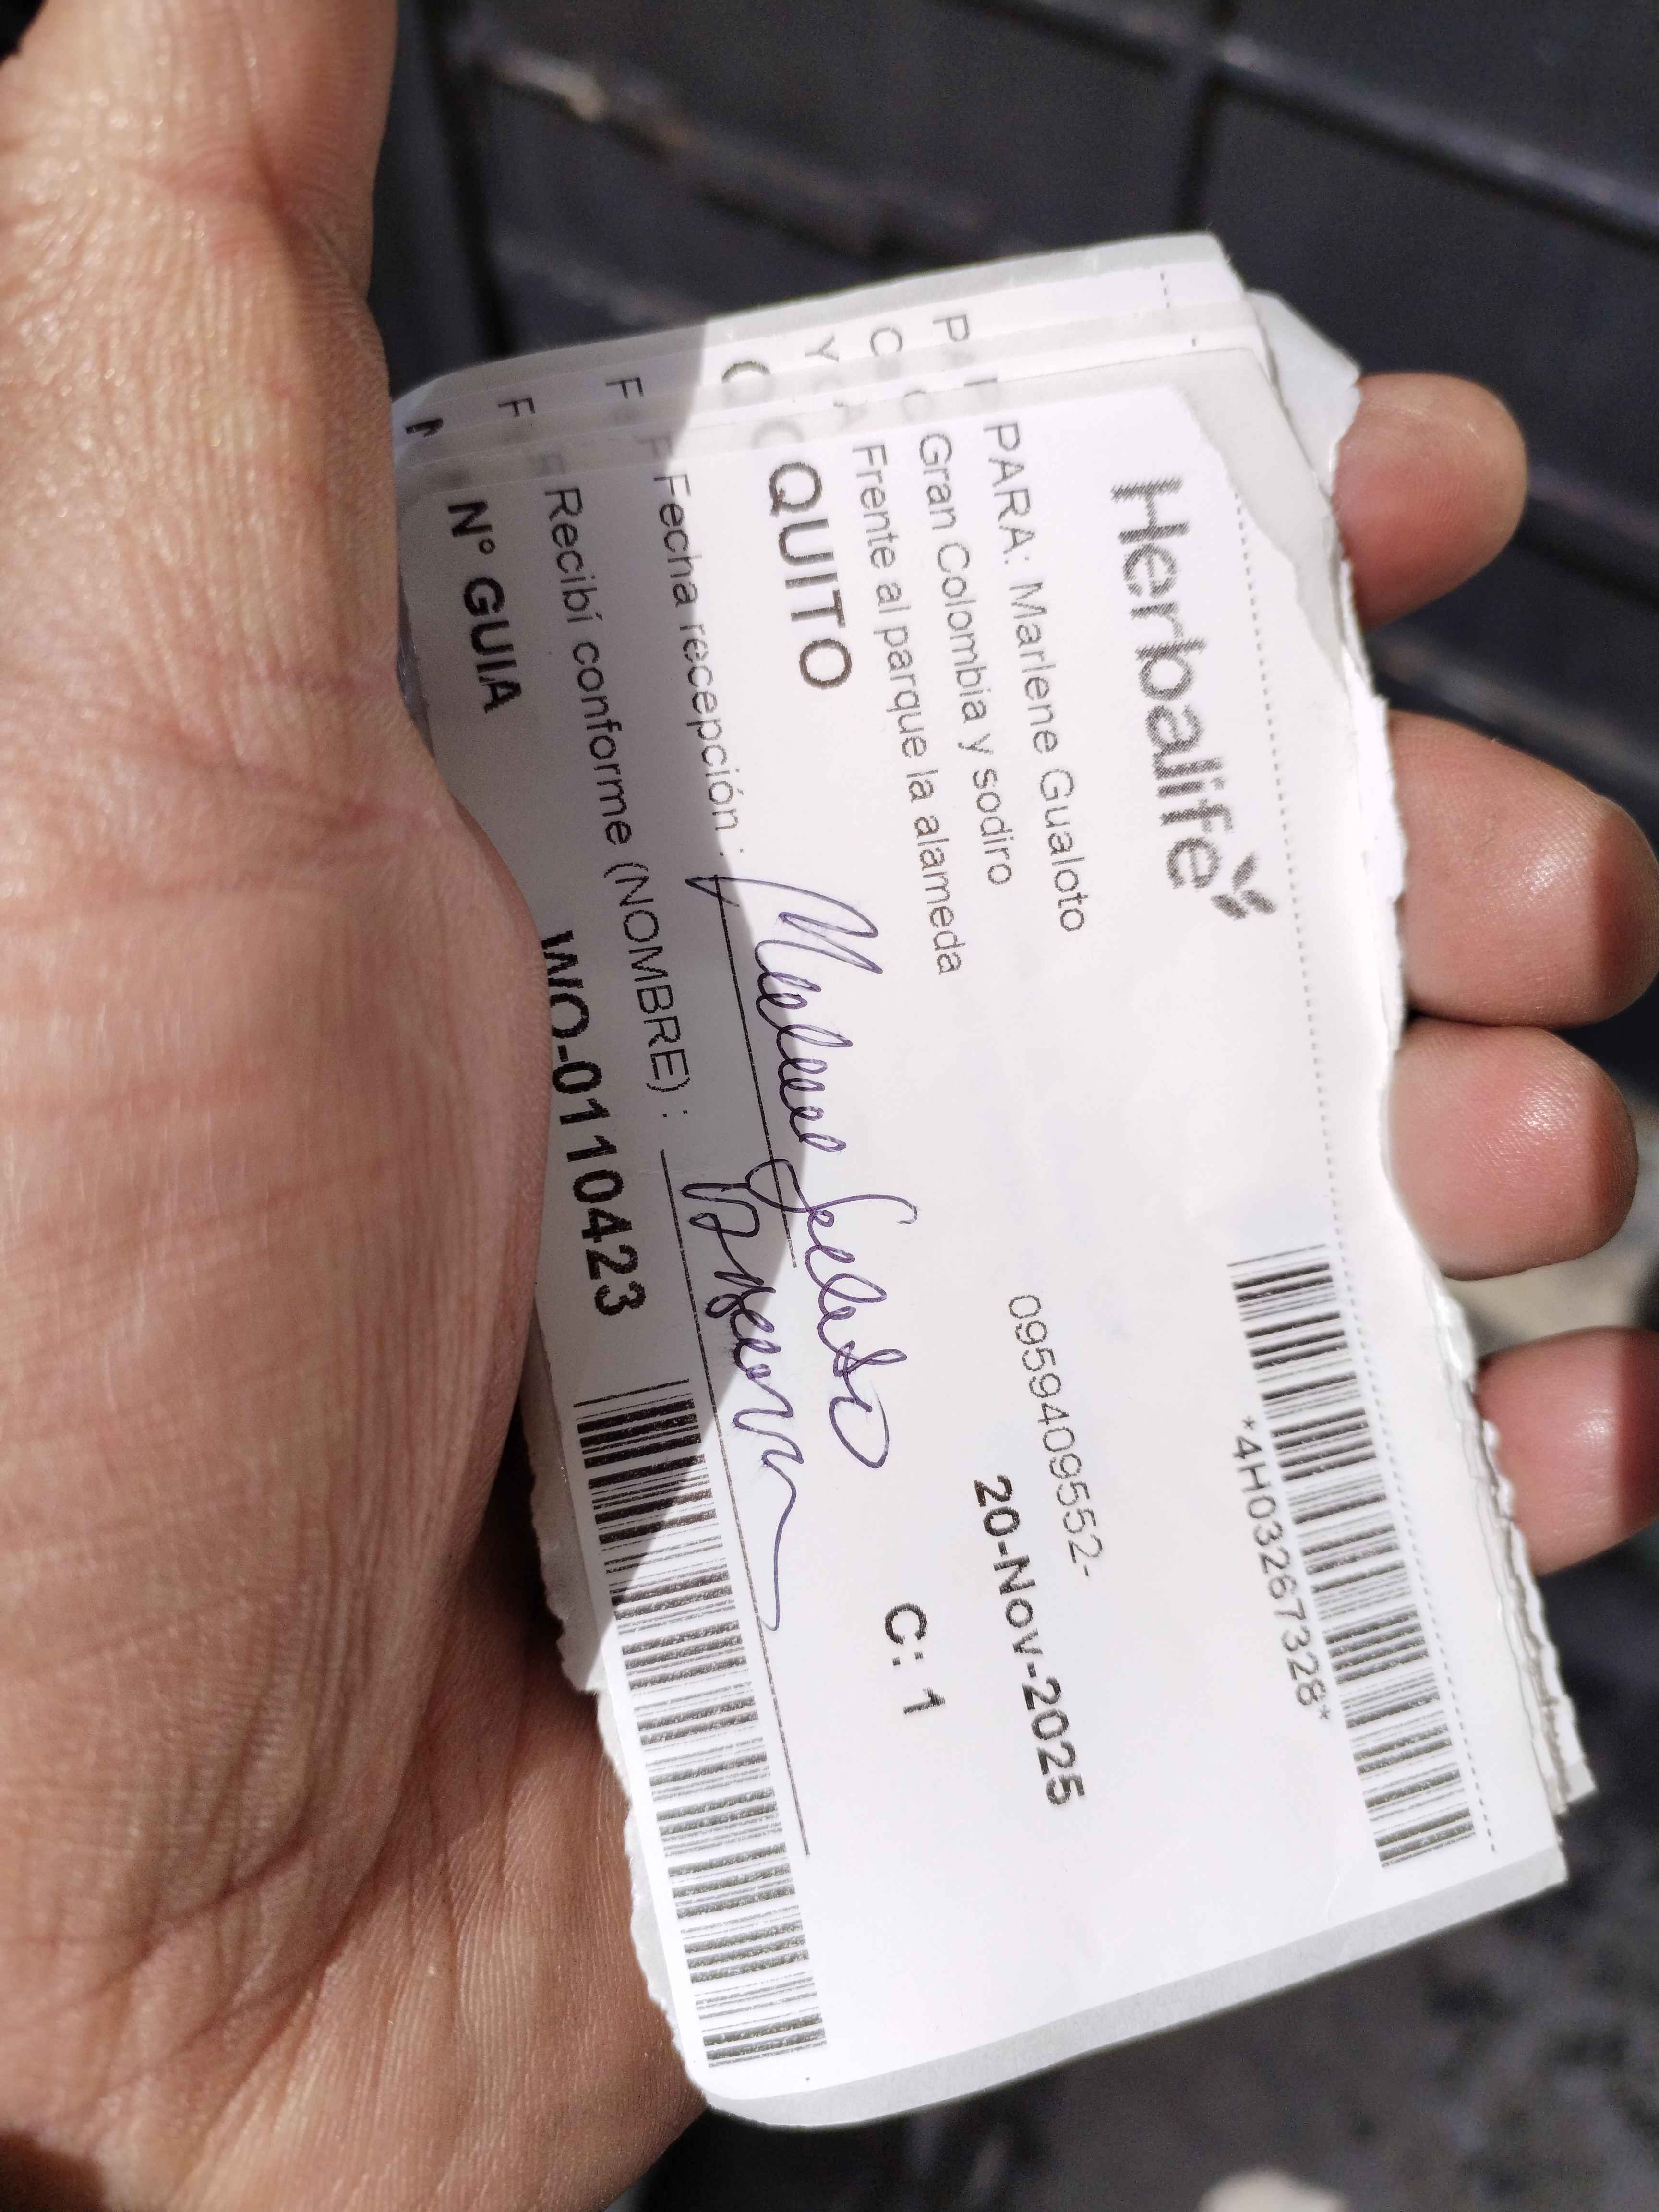 Herbalife
*4H03267328*
PARA: Marlene Gualoto
0959409552-
Gran Colombia y sodiro
20-Nov-2025
Frente al parque la alameda
QUITO
C: 1
Fecha recepción :
Recibí conforme (NOMBRE) :
Nº GUIA
WO-0110423